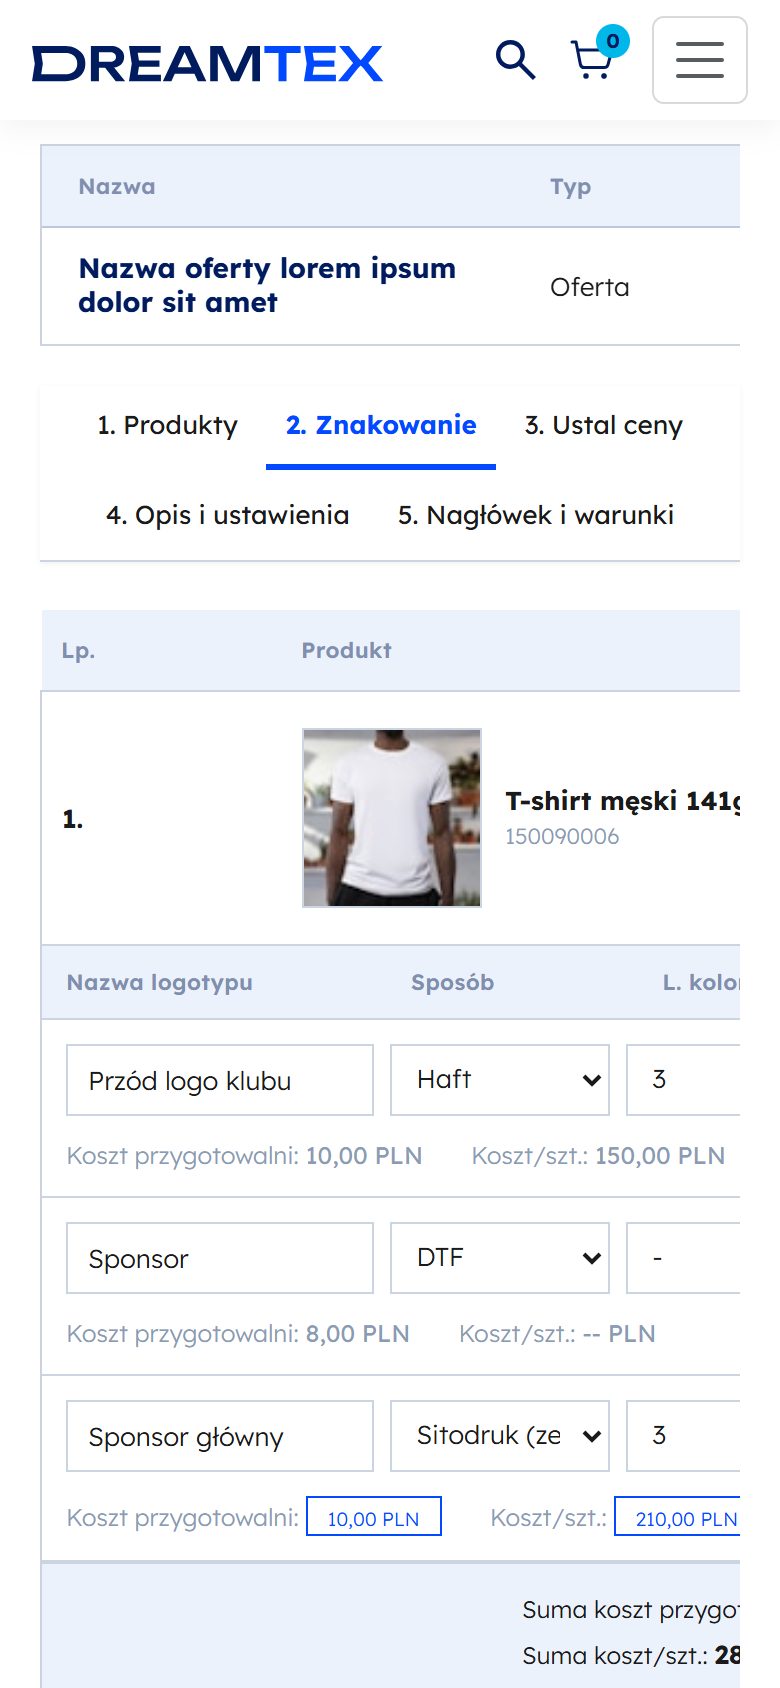 DREAMTEX
0
Nazwa Typ
Nazwa oferty lorem ipsum
dolor sit amet
Oferta
1. Produkty 2. Znakowanie 3. Ustal ceny
4. Opis i ustawienia 5. Nagłówek i warunki
Lp. Produkt
1.
T-shirt męski 141g
150090006
Nazwa logotypu Sposób L. kolor
Przód logo klubu Haft 3
Koszt przygotowalni: 10,00 PLN Koszt/szt.: 150,00 PLN
Sponsor DTF -
Koszt przygotowalni: 8,00 PLN Koszt/szt.: -- PLN
Sponsor główny Sitodruk (ze 3
Koszt przygotowalni: 10,00 PLN Koszt/szt.: 210,00 PLN
Suma koszt przygot
Suma koszt/szt.: 28